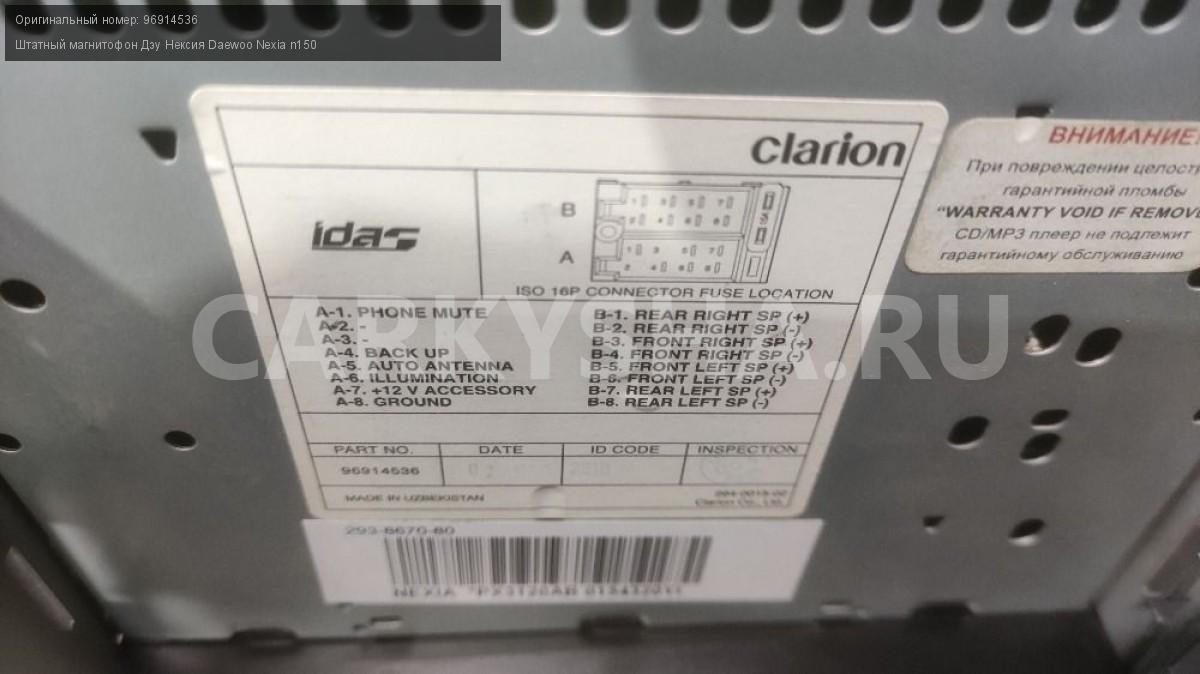 Оригинальный номер: 96914536
Штатный магнитофон Дэу Нексия Daewoo Nexia n150
clarion
idas
B
A
ISO 16P CONNECTOR FUSE LOCATION
A-1. PHONE MUTE
A-2. -
A-3. -
A-4. BACK UP
A-5. AUTO ANTENNA
A-6. ILLUMINATION
A-7. +12 V ACCESSORY
A-8. GROUND
B-1. REAR RIGHT SP (+)
B-2. REAR RIGHT SP (-)
B-3. FRONT RIGHT SP (+)
B-4. FRONT RIGHT SP (-)
B-5. FRONT LEFT SP (+)
B-6. FRONT LEFT SP (-)
B-7. REAR LEFT SP (+)
B-8. REAR LEFT SP (-)
PART NO. DATE ID CODE INSPECTION
96914536
MADE IN UZBEKISTAN
Clarion Co., Ltd.
NEXIA
ВНИМАНИЕ!
При повреждении целост
гарантийной пломбы
"WARRANTY VOID IF REMOVE
CD/MP3 плеер не подлежит
гарантийному обслуживанию
CARKYSHA.RU